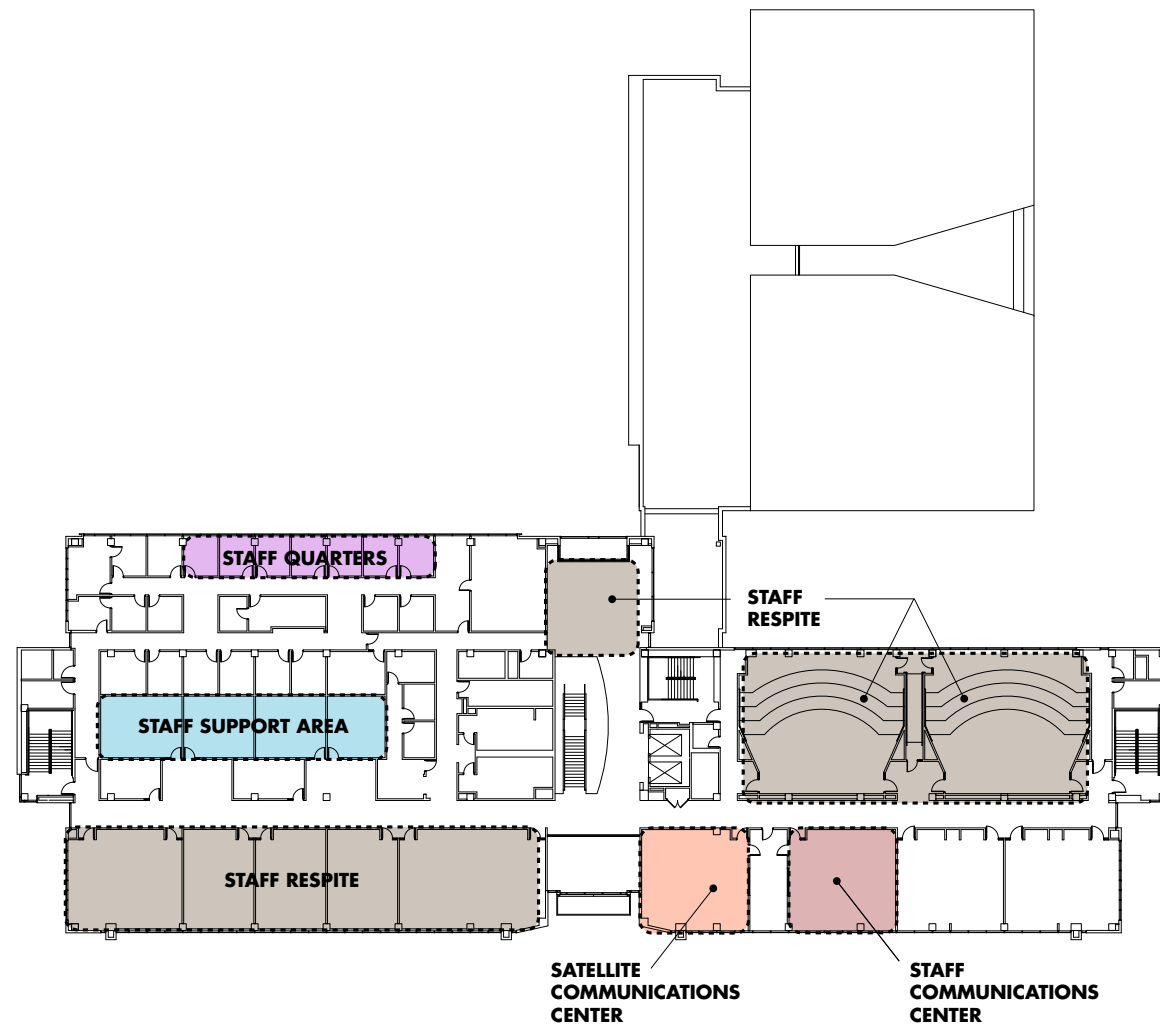 STAFF QUARTERS
STAFF
RESPITE
STAFF SUPPORT AREA
STAFF RESPITE
SATELLITE
COMMUNICATIONS
CENTER
STAFF
COMMUNICATIONS
CENTER